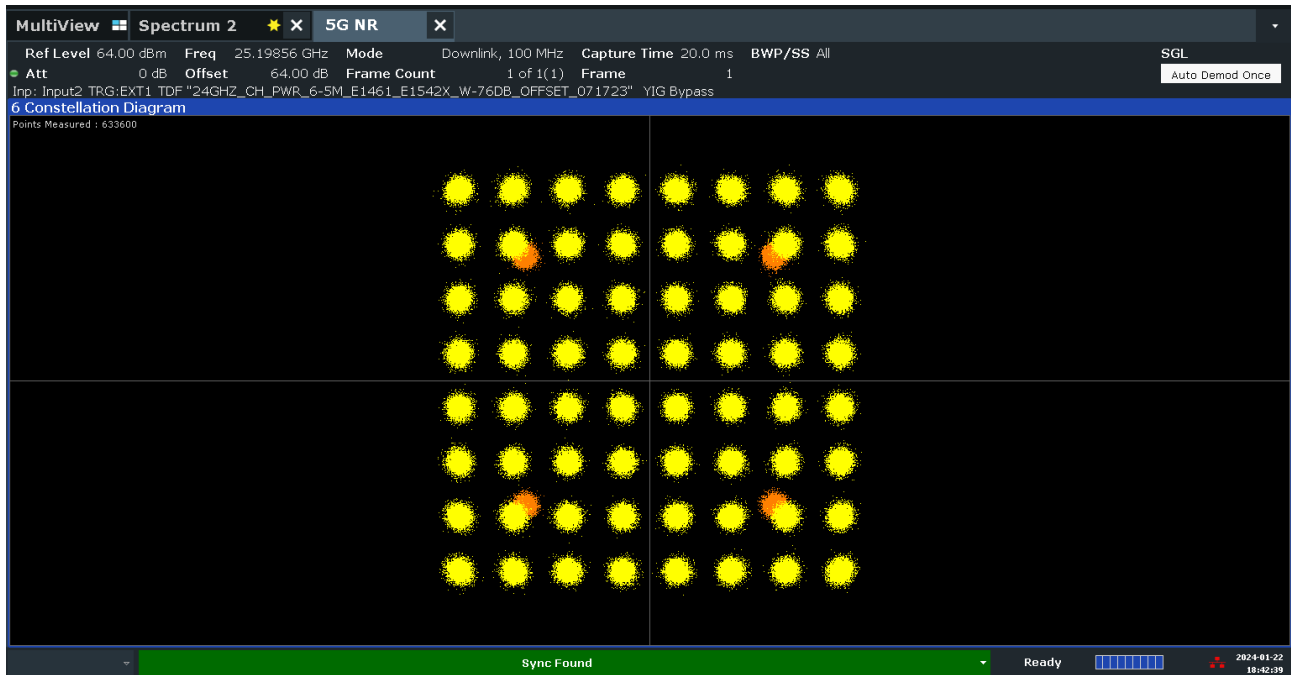 MultiView Spectrum 2 5G NR
Ref Level 64.00 dBm Freq 25.19856 GHz Mode Downlink, 100 MHz Capture Time 20.0 ms BWP/SS All SGL
Att 0 dB Offset 64.00 dB Frame Count 1 of 1(1) Frame 1 Auto Demod Once
Inp: Input2 TRG:EXT1 TDF "24GHZ_CH_PWR_6-5M_E1461_E1542X_W-76DB_OFFSET_071723" YIG Bypass
6 Constellation Diagram
Points Measured : 633600
Sync Found Ready 2024-01-22
18:42:39